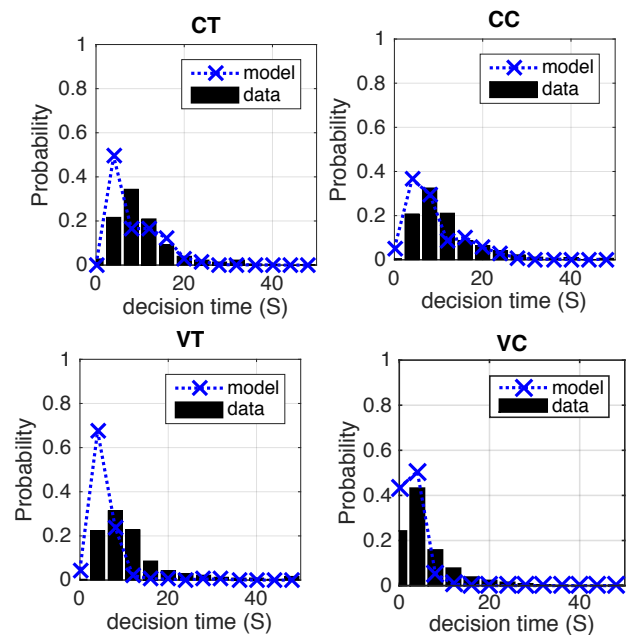 CT
1
0.8
0.6
0.4
0.2
0
Probability
model
data
0 20 40
decision time (S)
CC
1
0.8
0.6
0.4
0.2
0
Probability
model
data
0 20 40
decision time (S)
VT
1
0.8
0.6
0.4
0.2
0
Probability
model
data
0 20 40
decision time (S)
VC
1
0.8
0.6
0.4
0.2
0
Probability
model
data
0 20 40
decision time (S)